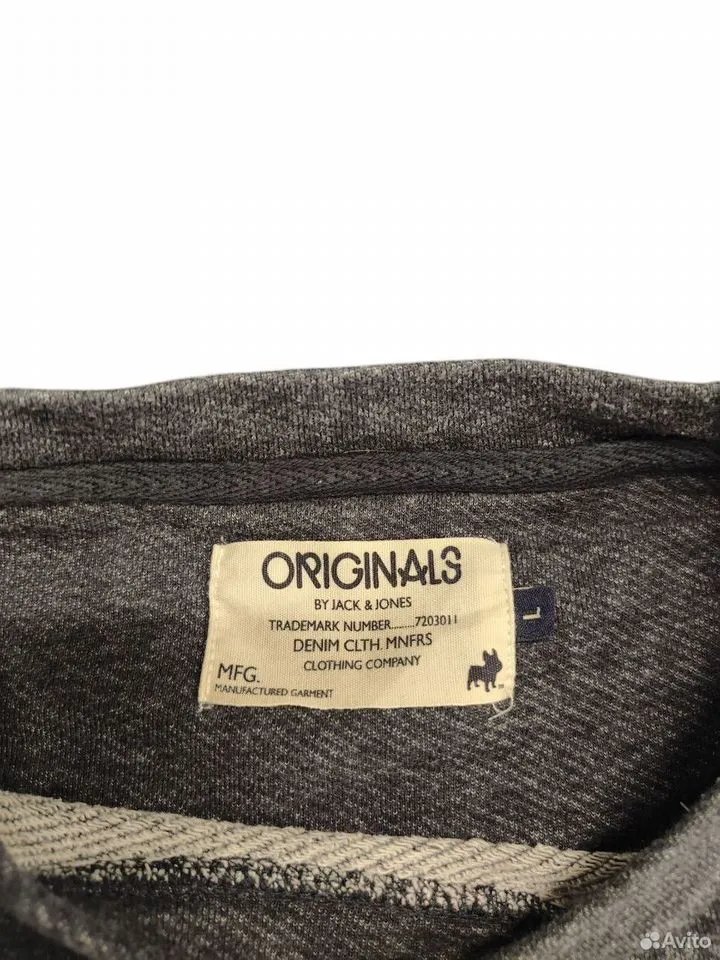 ORIGINALS
BY JACK & JONES
TRADEMARK NUMBER.........7203011
DENIM CLTH. MNFRS
CLOTHING COMPANY
MFG.
MANUFACTURED GARMENT
L
Avito